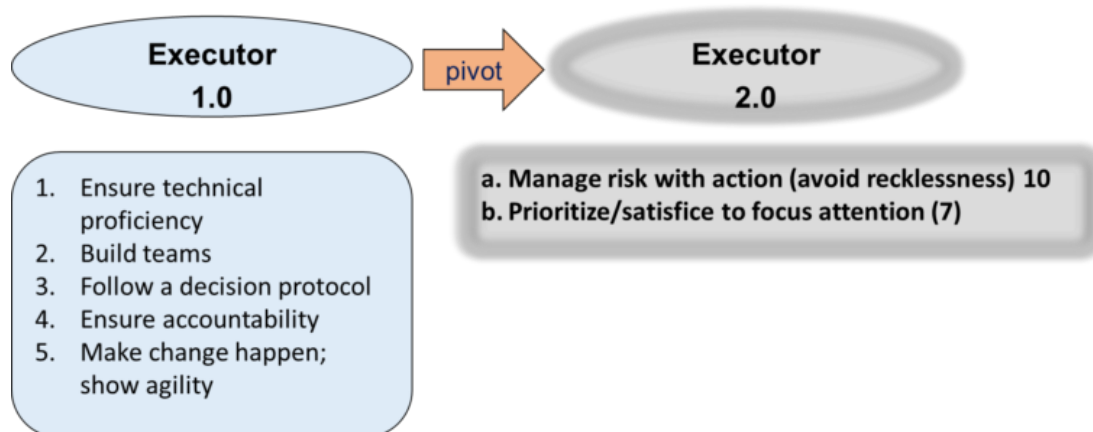 Executor
1.0
pivot
Executor
2.0
1. Ensure technical
proficiency
2. Build teams
3. Follow a decision protocol
4. Ensure accountability
5. Make change happen;
show agility
a. Manage risk with action (avoid recklessness) 10
b. Prioritize/satisfice to focus attention (7)